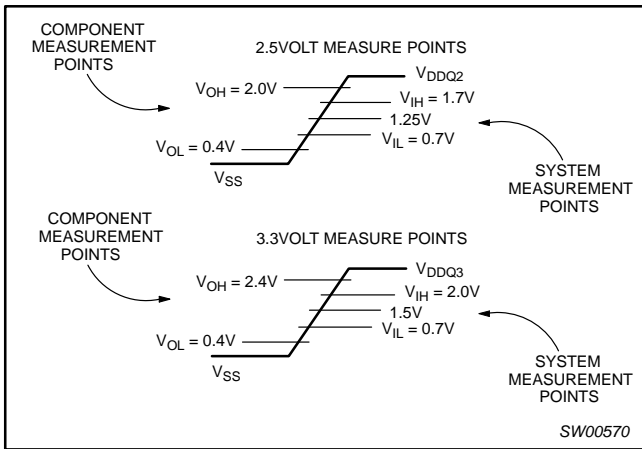 COMPONENT
MEASUREMENT
POINTS
2.5VOLT MEASURE POINTS
VOH = 2.0V
VDDQ2
VIH = 1.7V
1.25V
VIL = 0.7V
VOL = 0.4V
VSS
SYSTEM
MEASUREMENT
POINTS
COMPONENT
MEASUREMENT
POINTS
3.3VOLT MEASURE POINTS
VOH = 2.4V
VDDQ3
VIH = 2.0V
1.5V
VIL = 0.7V
VOL = 0.4V
VSS
SYSTEM
MEASUREMENT
POINTS
SW00570